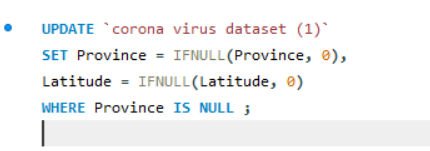 UPDATE `corona virus dataset (1)`
SET Province = IFNULL(Province, 0),
Latitude = IFNULL(Latitude, 0)
WHERE Province IS NULL ;